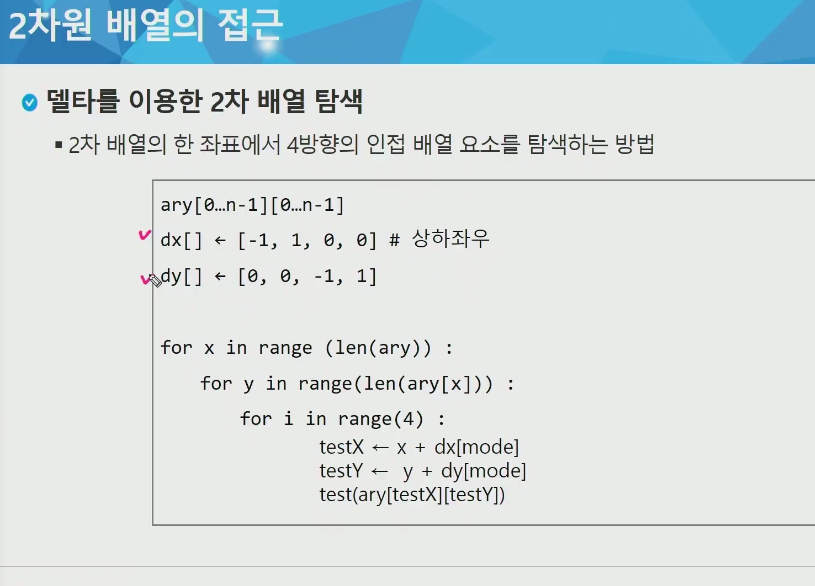 2차원 배열의 접근
델타를 이용한 2차 배열 탐색
2차 배열의 한 좌표에서 4방향의 인접 배열 요소를 탐색하는 방법
ary[0…n-1][0…n-1]
dx[] ← [-1, 1, 0, 0] # 상하좌우
dy[] ← [0, 0, -1, 1]
for x in range (len(ary)) :
for y in range(len(ary[x])) :
for i in range(4) :
testX ← x + dx[mode]
testY ← y + dy[mode]
test(ary[testX][testY])